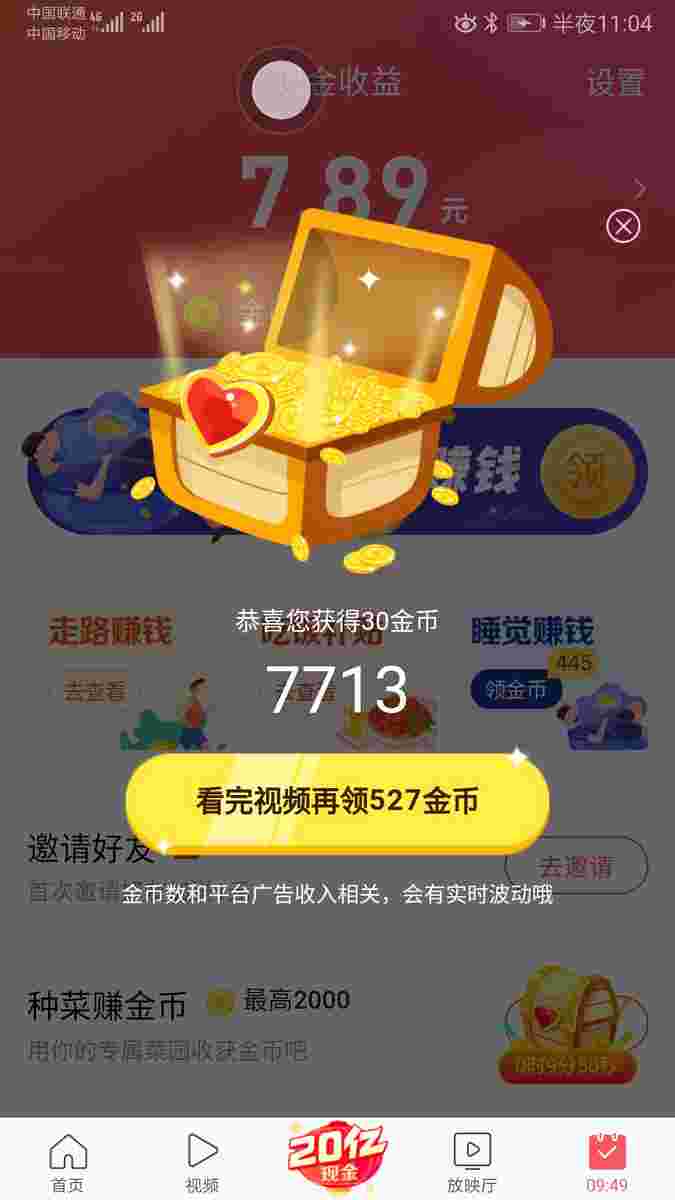 中国联通 4G 2G
中国移动
半夜11:04
金收益
设置
7.89
元
赚钱
领
恭喜您获得30金币
走路赚钱
吃饭补贴
睡觉赚钱
445
去查看
去查看
领金币
7713
看完视频再领527金币
邀请好友
去邀请
首次邀请
金币数和平台广告收入相关，会有实时波动哦
种菜赚金币
最高2000
用你的专属菜园收获金币吧
0时9分50秒
20亿
现金
首页
视频
放映厅
09:49